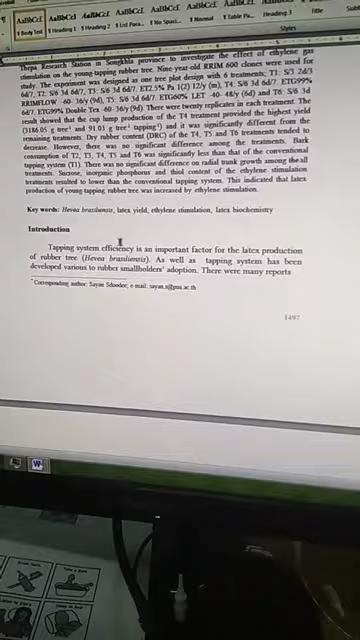 AaBbCcI AaBbCcI AaBbCcI AaBbCcI AaBbCcI AaBbCcI
¶ Body Text ¶ Heading 1 ¶ Heading 2 ¶ List Para... ¶ No Spaci... ¶ Normal ¶ Table Pa... Heading 3 Title
Styles
Thepa Research Station in Songkhla province to investigate the effect of ethylene gas
stimulation on the young tapping rubber tree. Nine-year-old RRIM 600 clones were used for
study. The experiment was designed as one tree plot design with 6 treatments; T1: S/3 2d/3
6d/7, T2: S/6 3d 6d/7, T3: S/6 3d 6d/7. ET2.5% Pa 1(2) 12/y (m), T4: S/6 3d 6d/7. ETG99%
RRIMFLOW -60- 36/y (9d), T5: S/6 3d 6d/7. ETG60% LET -40- 48/y (6d) and T6: S/6 3d
6d/7. ETG99% Double Tex -60- 36/y (9d). There were twenty replicates in each treatment. The
result showed that the cup lump production of the T4 treatment provided the highest yield
(3186.05 g tree⁻¹ and 91.03 g tree⁻¹ tapping⁻¹) and it was significantly different from the
remaining treatments. Dry rubber content (DRC) of the T4, T5 and T6 treatments tended to
decrease. However, there was no significant difference among the treatments. Bark
consumption of T2, T3, T4, T5 and T6 was significantly less than that of the conventional
tapping system (T1). There was no significant difference on radial trunk growth among the all
treatments. Sucrose, inorganic phosphorus and thiol content of the ethylene stimulation
treatments resulted to lower than the conventional tapping system. This indicated that latex
production of young tapping rubber tree was increased by ethylene stimulation.
Key words: Hevea brasiliensis, latex yield, ethylene stimulation, latex biochemistry
Introduction
Tapping system efficiency is an important factor for the latex production
of rubber tree (Hevea brasiliensis). As well as tapping system has been
developed various to rubber smallholders' adoption. There were many reports
* Corresponding author: Sayan Sdoodee; e-mail: sayan.s@psu.ac.th
1497